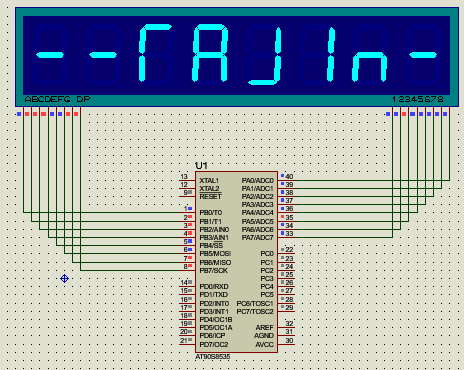 --ГAJIn-
ABCDEFG DP 12345678
U1
13 XTAL1 PA0/ADC0 40
12 XTAL2 PA1/ADC1 39
9 RESET PA2/ADC2 38
PA3/ADC3 37
1 PB0/T0 PA4/ADC4 36
2 PB1/T1 PA5/ADC5 35
3 PB2/AIN0 PA6/ADC6 34
4 PB3/AIN1 PA7/ADC7 33
5 PB4/SS
6 PB5/MOSI PC0 22
7 PB6/MISO PC1 23
8 PB7/SCK PC2 24
PC3 25
14 PD0/RXD PC4 26
15 PD1/TXD PC5 27
16 PD2/INT0 PC6/TOSC1 28
17 PD3/INT1 PC7/TOSC2 29
18 PD4/OC1B
19 PD5/OC1A AREF 32
20 PD6/ICP AGND 31
21 PD7/OC2 AVCC 30
AT90S8535